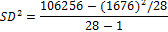 SD² = (106256 − (1676)²/28) / (28 − 1)